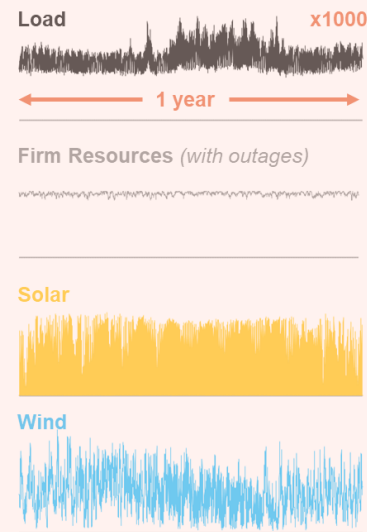 Load x1000
1 year
Firm Resources (with outages)
Solar
Wind